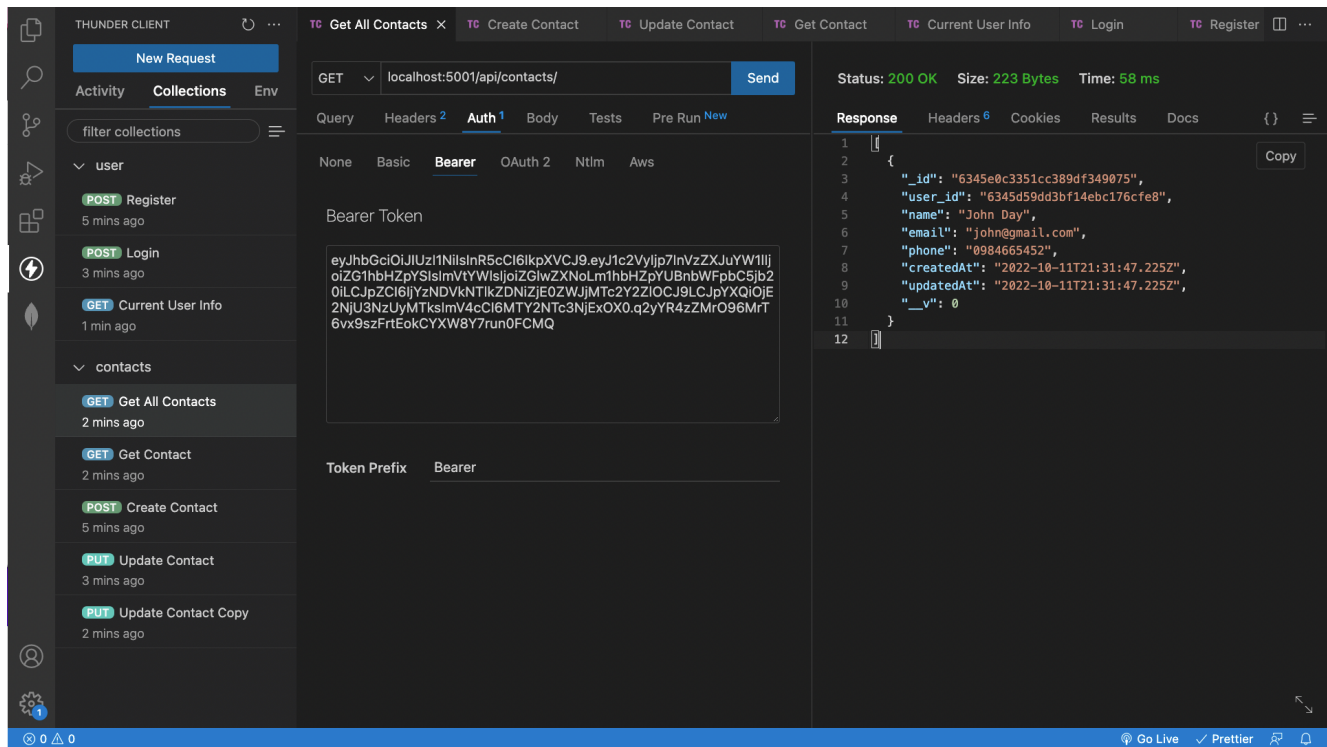 THUNDER CLIENT
New Request
Activity Collections Env
filter collections
user
POST Register
5 mins ago
POST Login
3 mins ago
GET Current User Info
1 min ago
contacts
GET Get All Contacts
2 mins ago
GET Get Contact
2 mins ago
POST Create Contact
5 mins ago
PUT Update Contact
3 mins ago
PUT Update Contact Copy
2 mins ago
TC Get All Contacts TC Create Contact TC Update Contact TC Get Contact TC Current User Info TC Login TC Register
GET localhost:5001/api/contacts/ Send
Query Headers 2 Auth 1 Body Tests Pre Run New
None Basic Bearer OAuth 2 Ntlm Aws
Bearer Token
Token Prefix Bearer
Status: 200 OK Size: 223 Bytes Time: 58 ms
Response Headers 6 Cookies Results Docs {}
Copy
1 [
2 {
3 "_id": "6345e0c3351cc389df349075",
4 "user_id": "6345d59dd3bf14ebc176cfe8",
5 "name": "John Day",
6 "email": "john@gmail.com",
7 "phone": "0984665452",
8 "createdAt": "2022-10-11T21:31:47.225Z",
9 "updatedAt": "2022-10-11T21:31:47.225Z",
10 "__v": 0
11 }
12 ]
1
0 0
Go Live Prettier